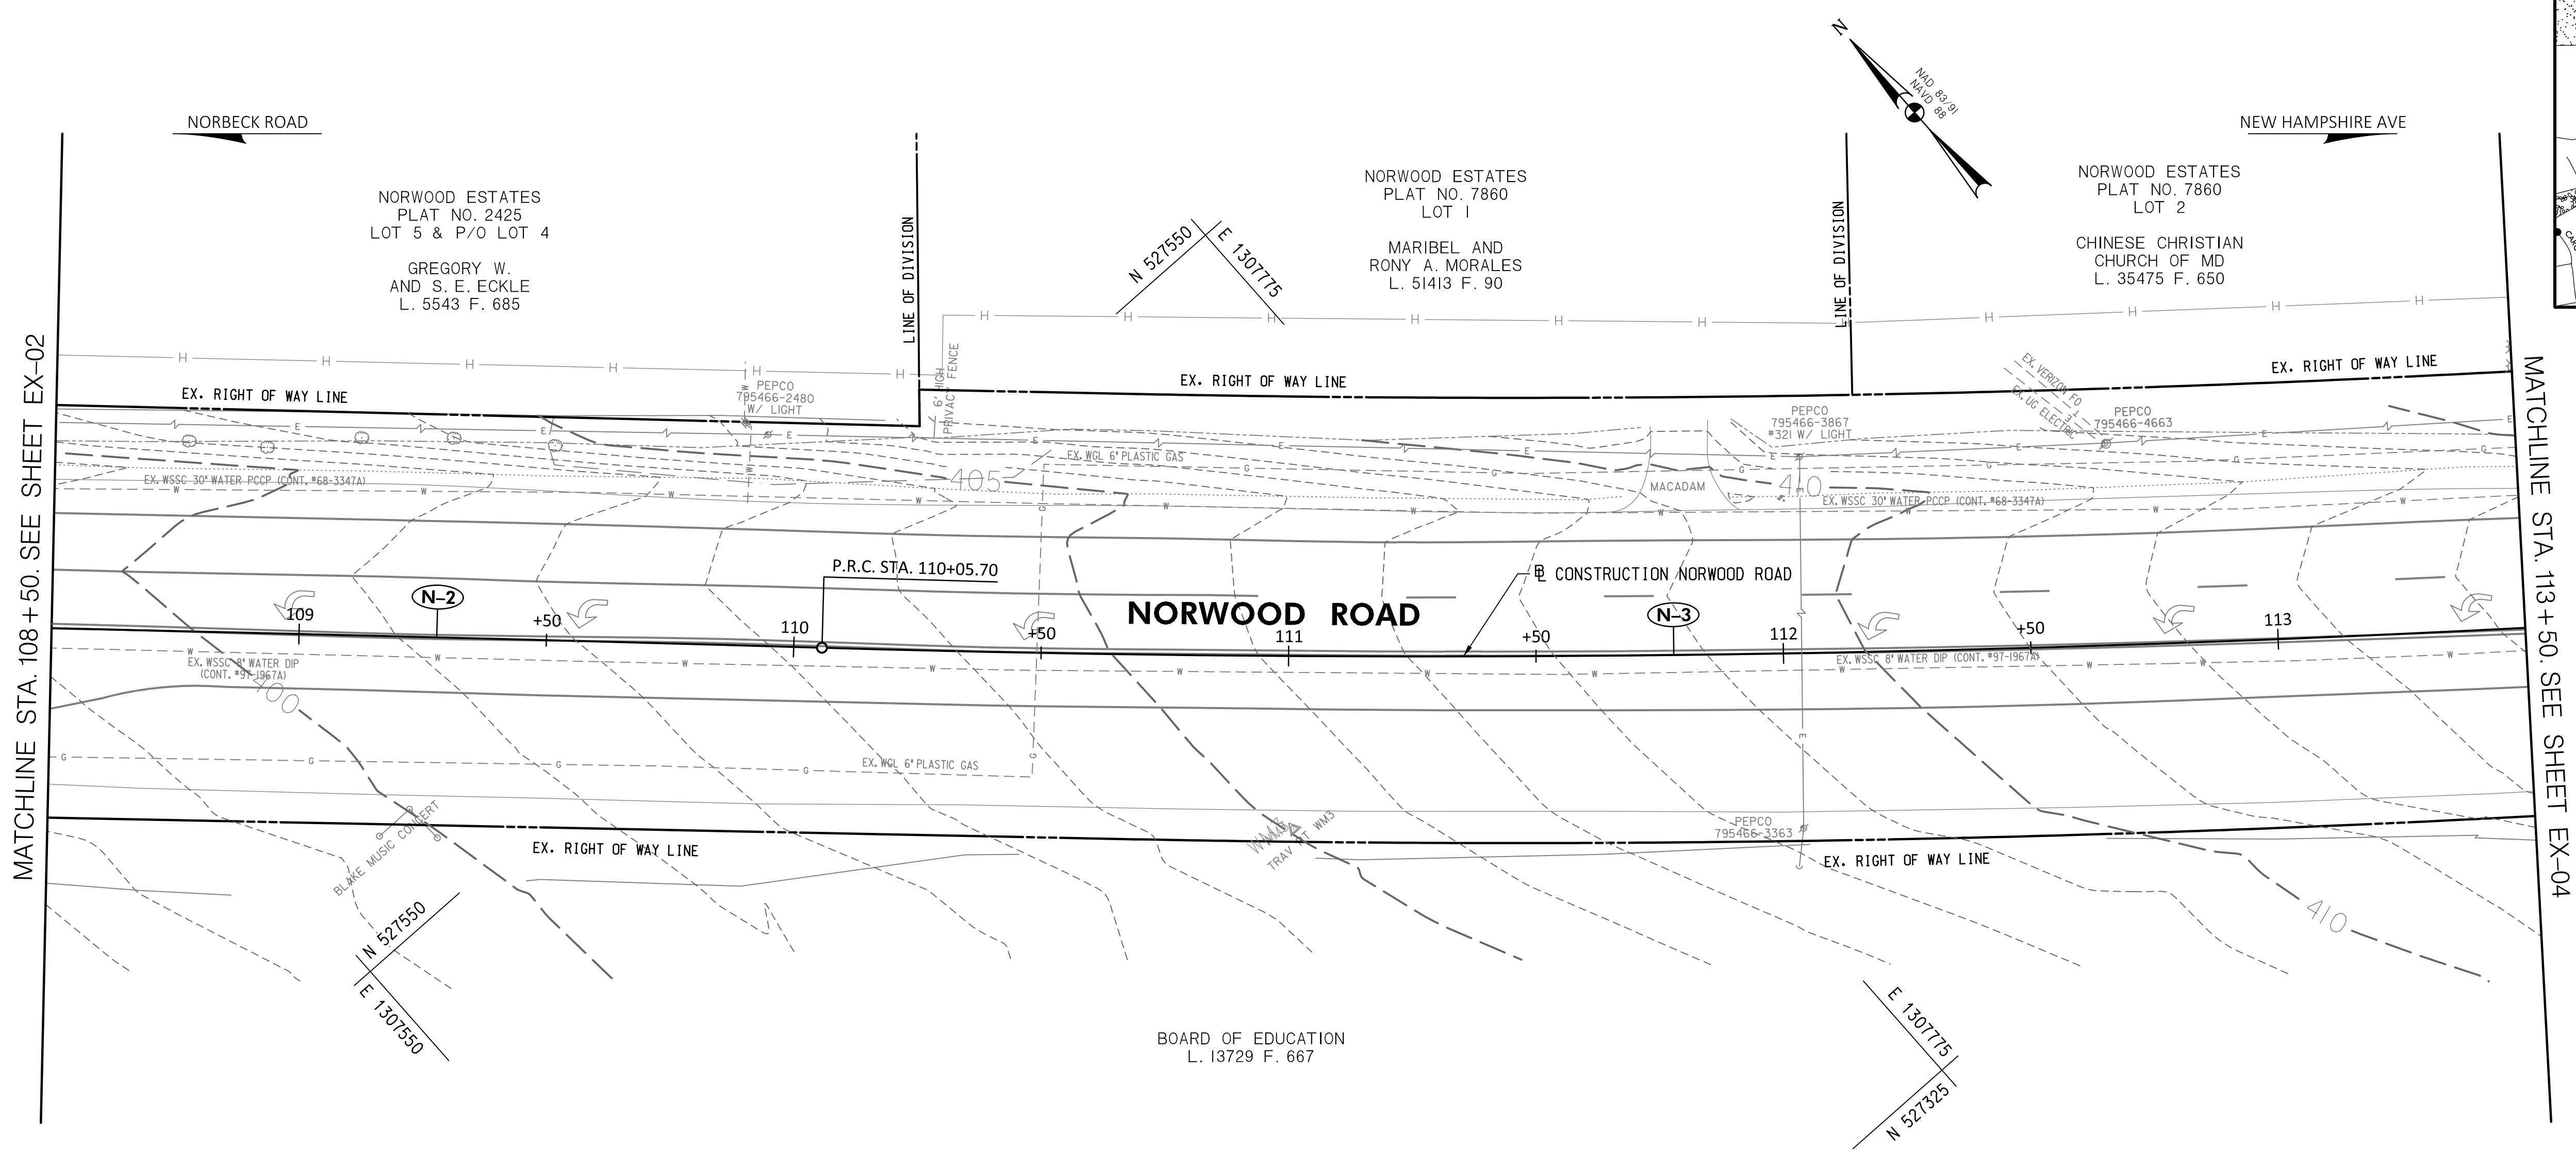 NORBECK ROAD
NEW HAMPSHIRE AVE
N
NAD 83/91
NAVD 88
NORWOOD ESTATES
PLAT NO. 2425
LOT 5 & P/O LOT 4
GREGORY W.
AND S. E. ECKLE
L. 5543 F. 685
LINE OF DIVISION
NORWOOD ESTATES
PLAT NO. 7860
LOT 1
MARIBEL AND
RONY A. MORALES
L. 51413 F. 90
N 527550
E 1307775
LINE OF DIVISION
NORWOOD ESTATES
PLAT NO. 7860
LOT 2
CHINESE CHRISTIAN
CHURCH OF MD
L. 35475 F. 650
MATCHLINE STA. 108+50. SEE SHEET EX-02
MATCHLINE STA. 113+50. SEE SHEET EX-04
H H H H H H H H H H H H H H H H
EX. RIGHT OF WAY LINE
EX. RIGHT OF WAY LINE
EX. RIGHT OF WAY LINE
PEPCO
795466-2480
W/ LIGHT
6' HIGH
PRIVACY FENCE
PEPCO
795466-3867
#321 W/ LIGHT
EX. VERIZON FO
EX. UG ELECTRIC
PEPCO
795466-4663
EX. WGL 6" PLASTIC GAS
EX. WSSC 30" WATER PCCP (CONT. #68-3347A)
405
MACADAM
410
EX. WSSC 30" WATER PCCP (CONT. #68-3347A)
P.R.C. STA. 110+05.70
B CONSTRUCTION NORWOOD ROAD
N-2
NORWOOD ROAD
N-3
109
+50
110
+50
111
+50
112
+50
113
EX. WSSC 8" WATER DIP
(CONT. #97-1967A)
EX. WSSC 8" WATER DIP (CONT. #97-1967A)
400
EX. WGL 6" PLASTIC GAS
BLAKE MUSIC CONCERT
EX. RIGHT OF WAY LINE
TRAV PT WM3
PEPCO
795466-3363
EX. RIGHT OF WAY LINE
410
N 527550
E 1307550
BOARD OF EDUCATION
L. 13729 F. 667
E 1307775
N 527325